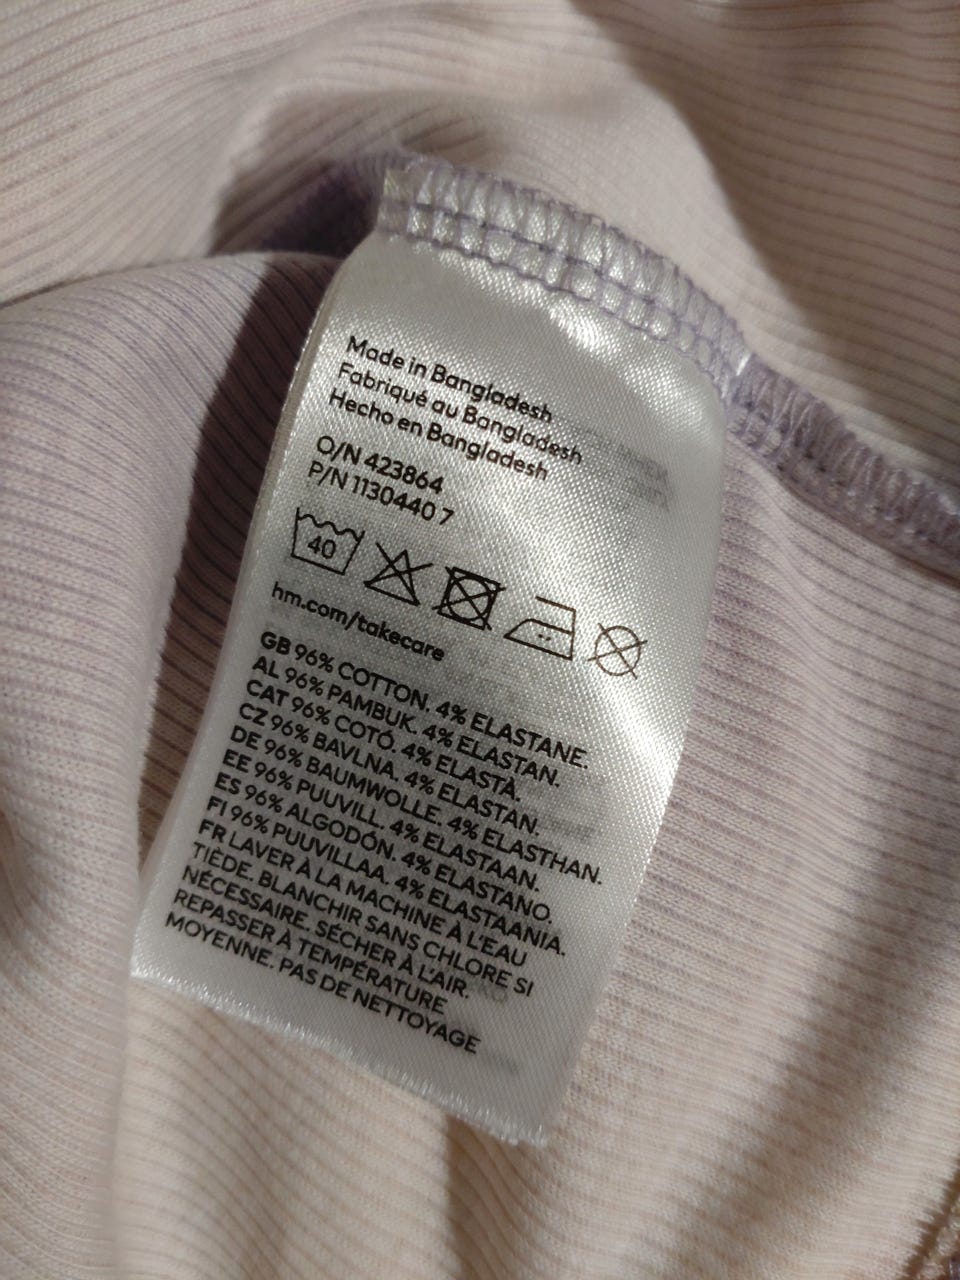 Made in Bangladesh
Fabriqué au Bangladesh
Hecho en Bangladesh
O/N 423864
P/N 1130440 7
40
hm.com/takecare
GB 96% COTTON. 4% ELASTANE.
AL 96% PAMBUK. 4% ELASTAN.
CAT 96% COTÓ. 4% ELASTÀ.
CZ 96% BAVLNA. 4% ELASTAN.
DE 96% BAUMWOLLE. 4% ELASTHAN.
EE 96% PUUVILL. 4% ELASTAAN.
ES 96% ALGODÓN. 4% ELASTANO.
FI 96% PUUVILLAA. 4% ELASTAANIA.
FR LAVER À LA MACHINE À L'EAU
TIÈDE. BLANCHIR SANS CHLORE SI
NÉCESSAIRE. SÉCHER À L'AIR.
REPASSER À TEMPÉRATURE
MOYENNE. PAS DE NETTOYAGE